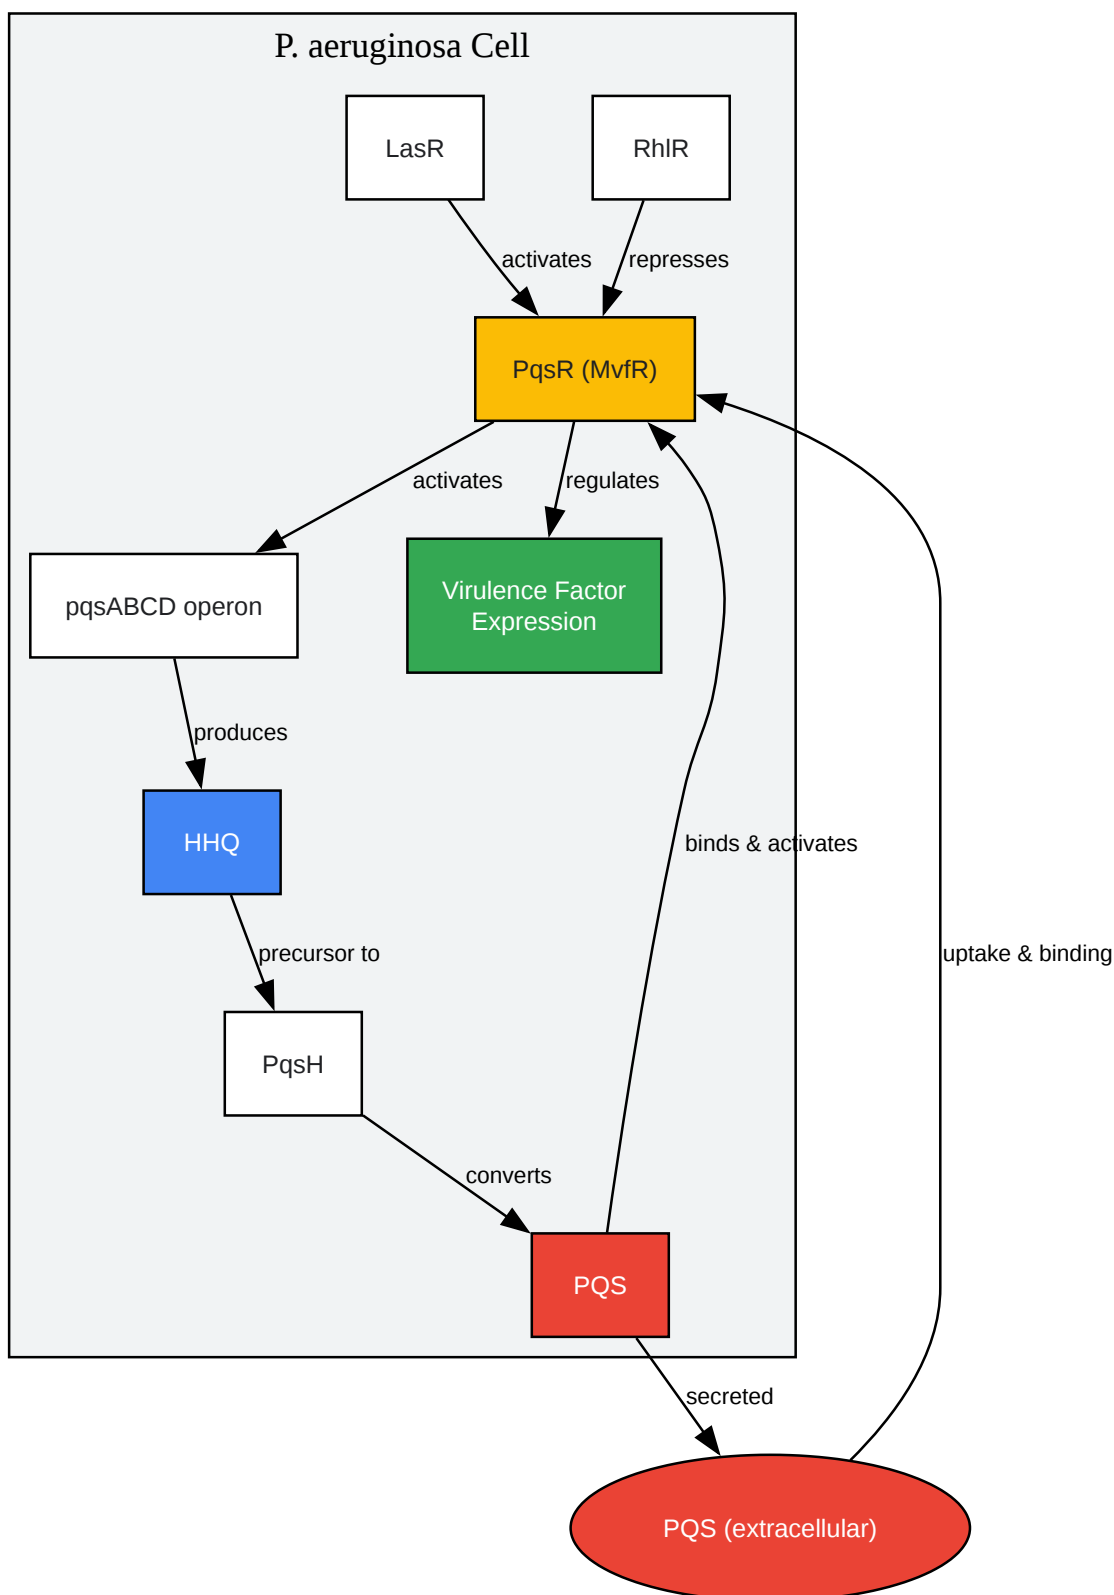 P. aeruginosa Cell
LasR
RhlR
activates
represses
PqsR (MvfR)
activates
regulates
pqsABCD operon
Virulence Factor
Expression
produces
HHQ
binds & activates
precursor to
uptake & binding
PqsH
converts
PQS
secreted
PQS (extracellular)